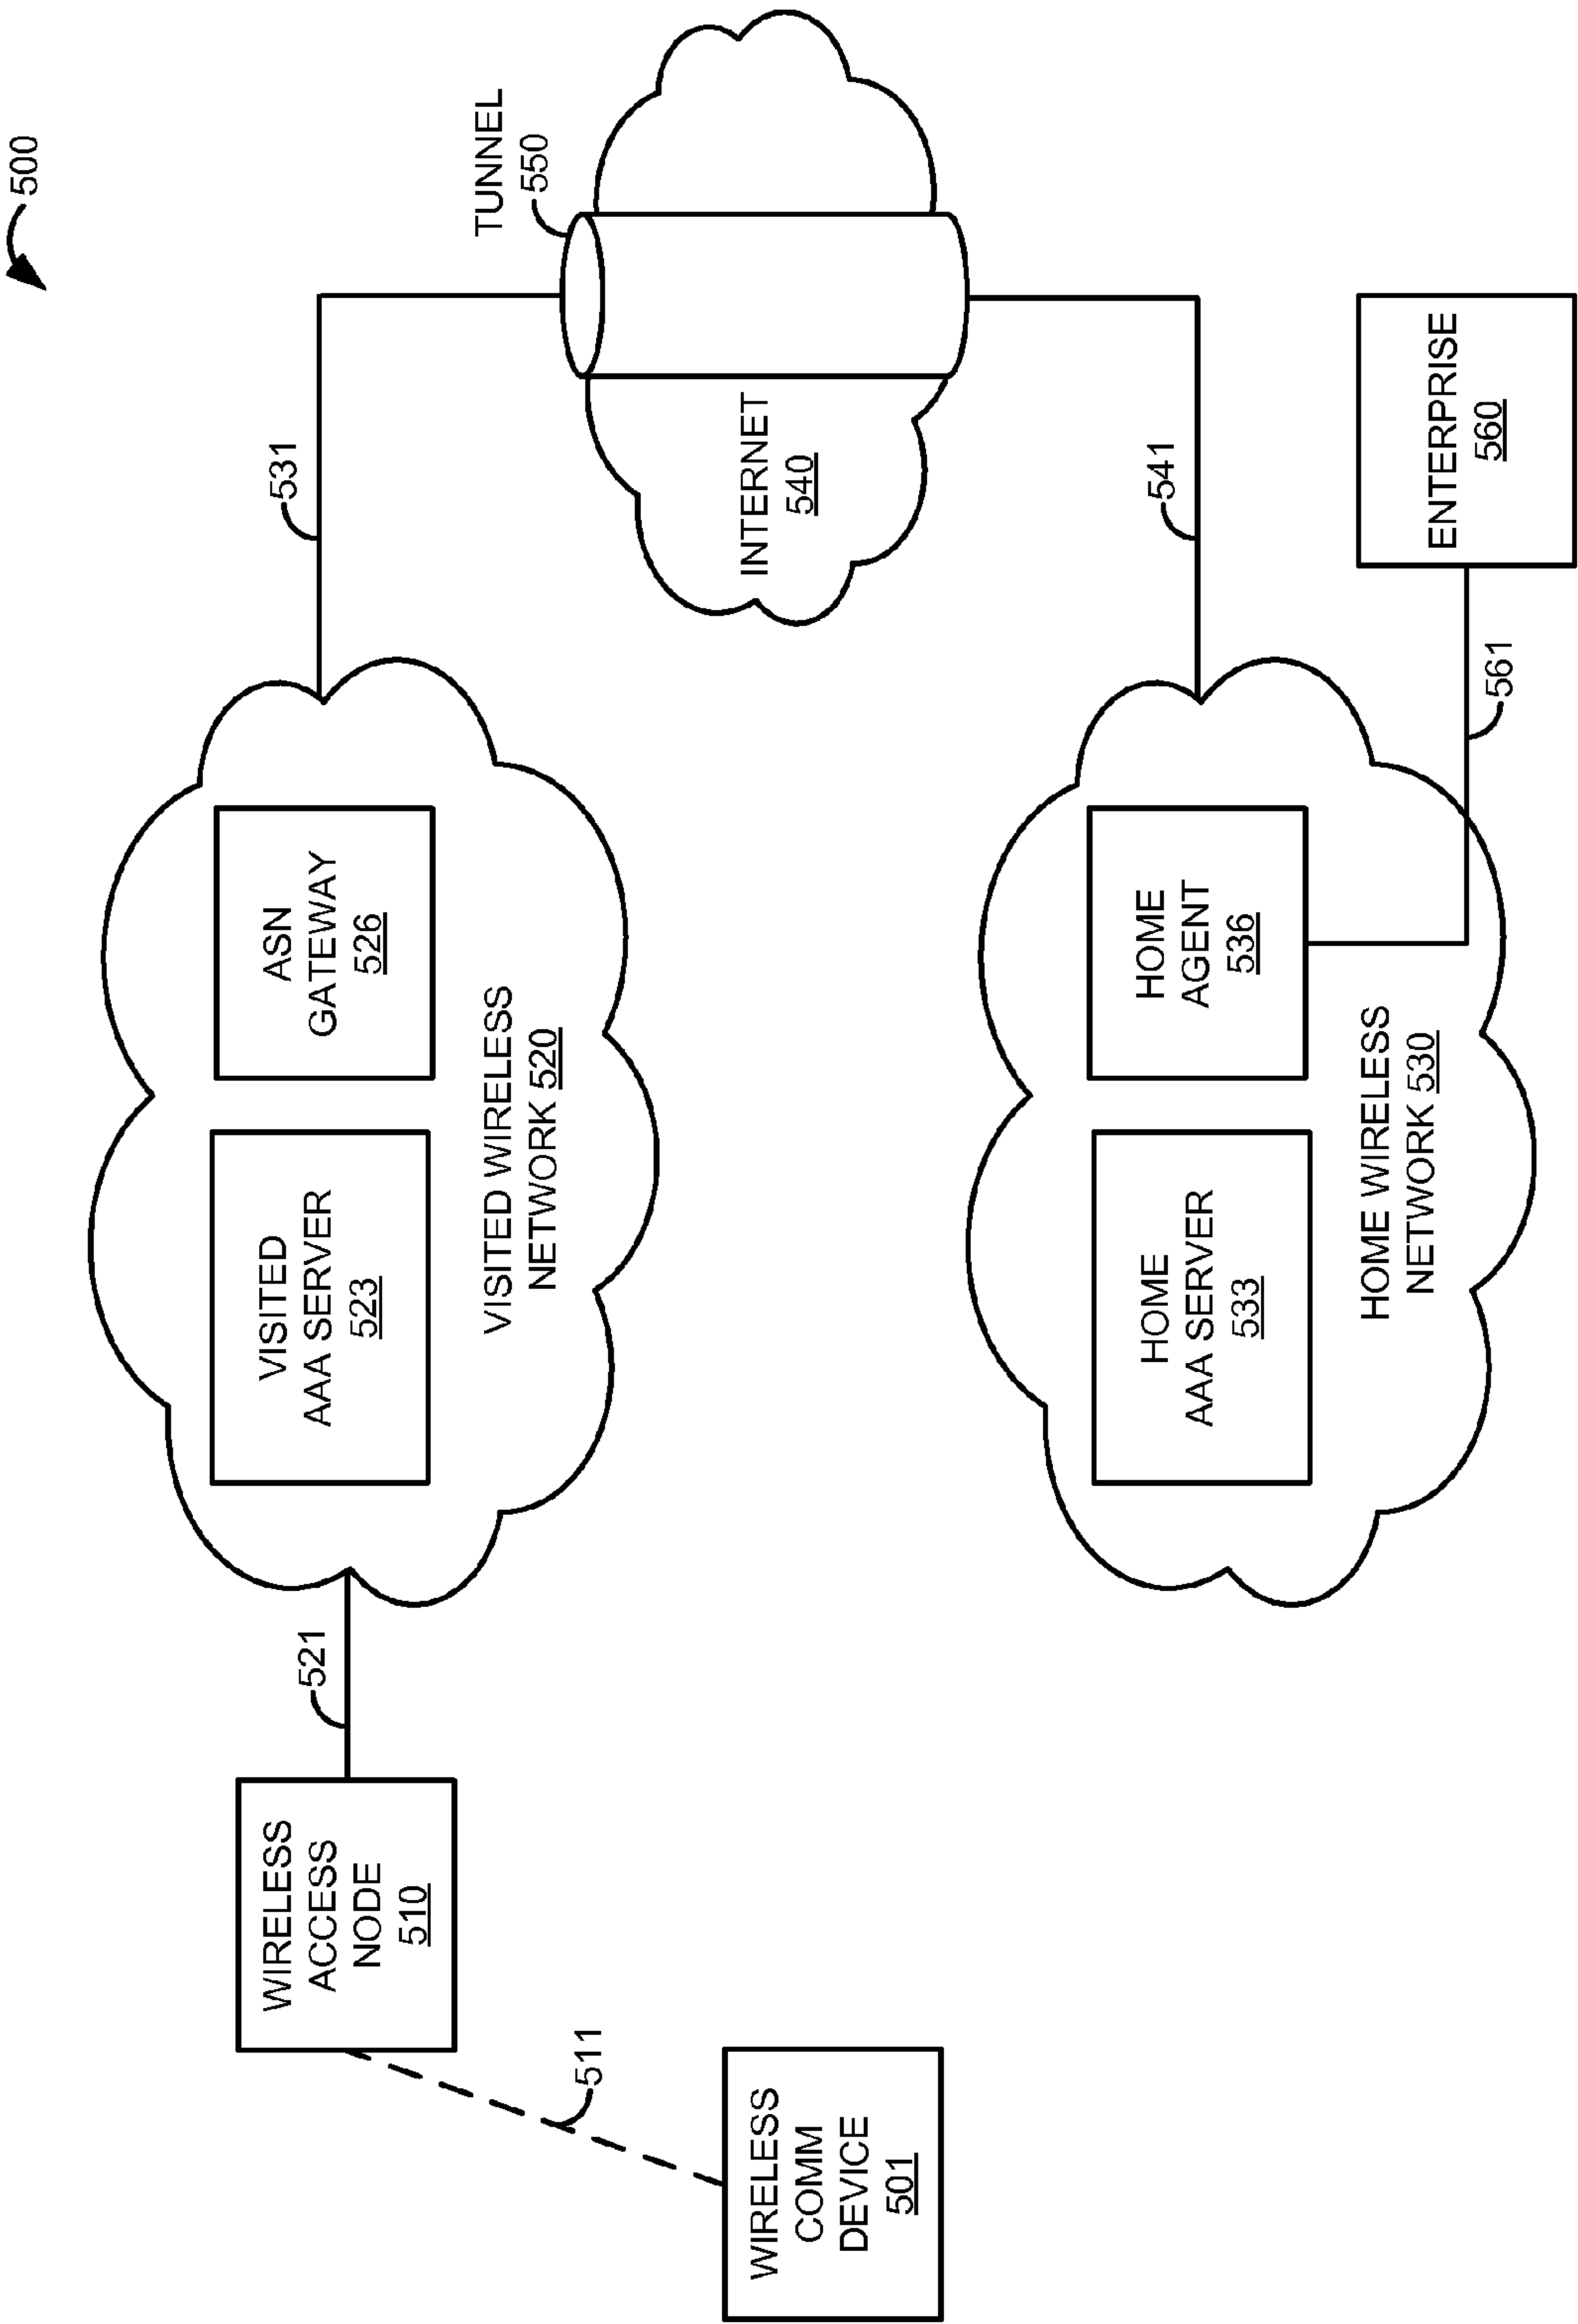 500
TUNNEL
550
531
INTERNET
540
541
ENTERPRISE
560
561
ASN
GATEWAY
526
VISITED
AAA SERVER
523
VISITED WIRELESS
NETWORK 520
HOME
AGENT
536
HOME
AAA SERVER
533
HOME WIRELESS
NETWORK 530
521
WIRELESS
ACCESS
NODE
510
511
WIRELESS
COMM
DEVICE
501